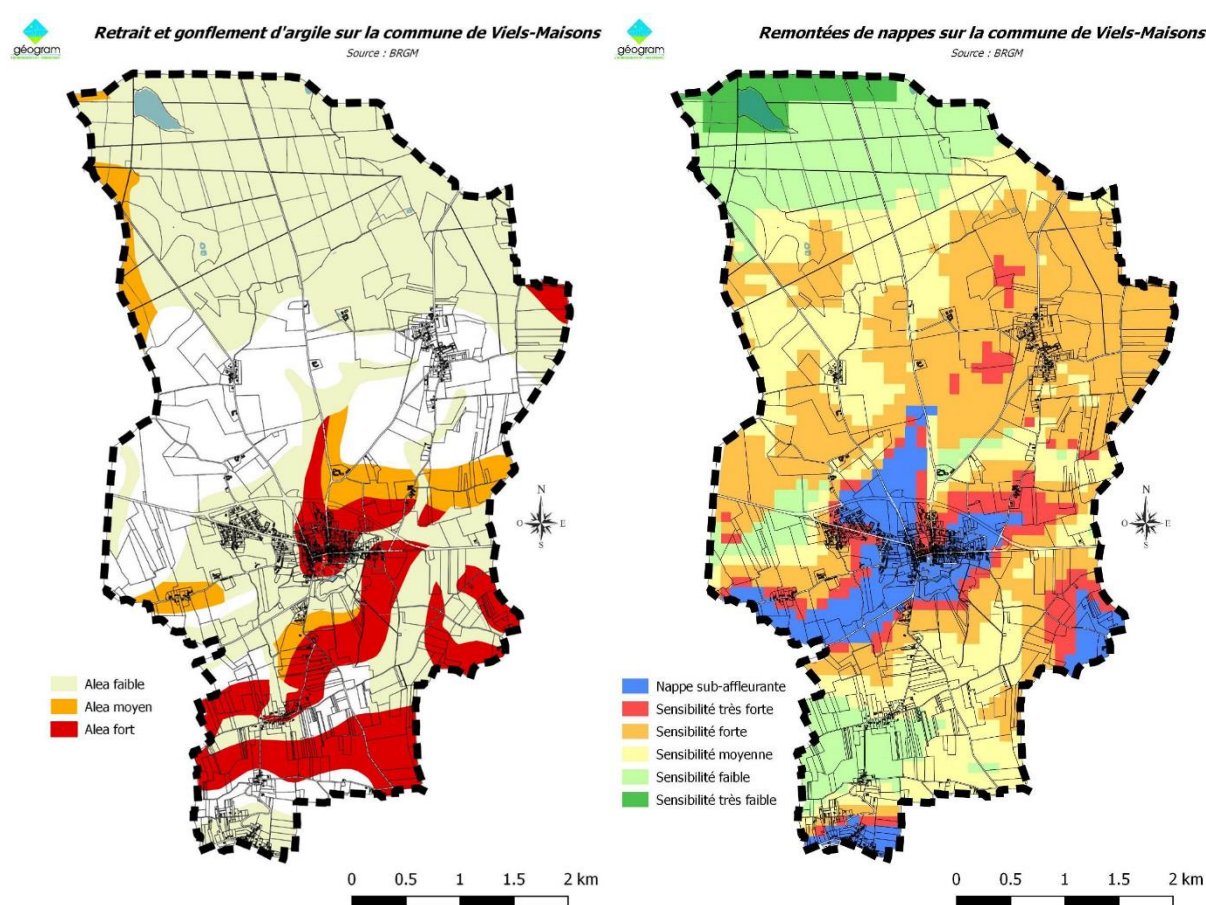 géogram
Retrait et gonflement d'argile sur la commune de Viels-Maisons
Source : BRGM
N
O
E
S
Alea faible
Alea moyen
Alea fort
0 0.5 1 1.5 2 km
géogram
Remontées de nappes sur la commune de Viels-Maisons
Source : BRGM
N
O
E
S
Nappe sub-affleurante
Sensibilité très forte
Sensibilité forte
Sensibilité moyenne
Sensibilité faible
Sensibilité très faible
0 0.5 1 1.5 2 km